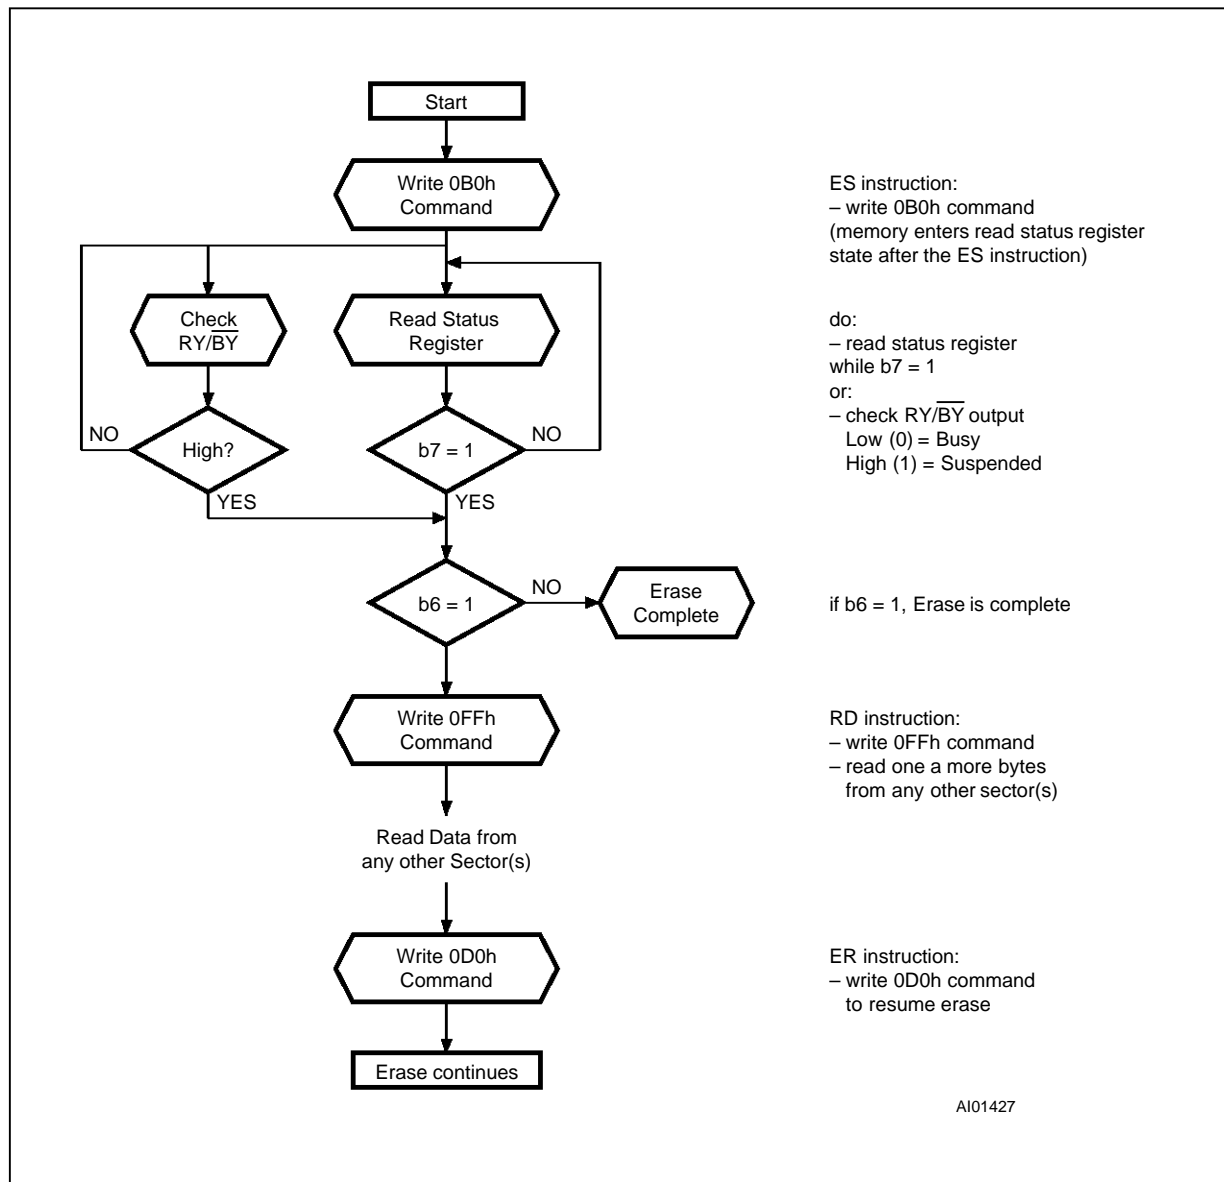 Start
Write 0B0h
Command
ES instruction:
– write 0B0h command
(memory enters read status register
state after the ES instruction)
Check
RY/B̅Y̅
Read Status
Register
do:
– read status register
while b7 = 1
or:
– check RY/B̅Y̅ output
Low (0) = Busy
High (1) = Suspended
NO
High?
b7 = 1
NO
YES
YES
b6 = 1
NO
Erase
Complete
if b6 = 1, Erase is complete
Write 0FFh
Command
RD instruction:
– write 0FFh command
– read one a more bytes
from any other sector(s)
Read Data from
any other Sector(s)
Write 0D0h
Command
ER instruction:
– write 0D0h command
to resume erase
Erase continues
AI01427